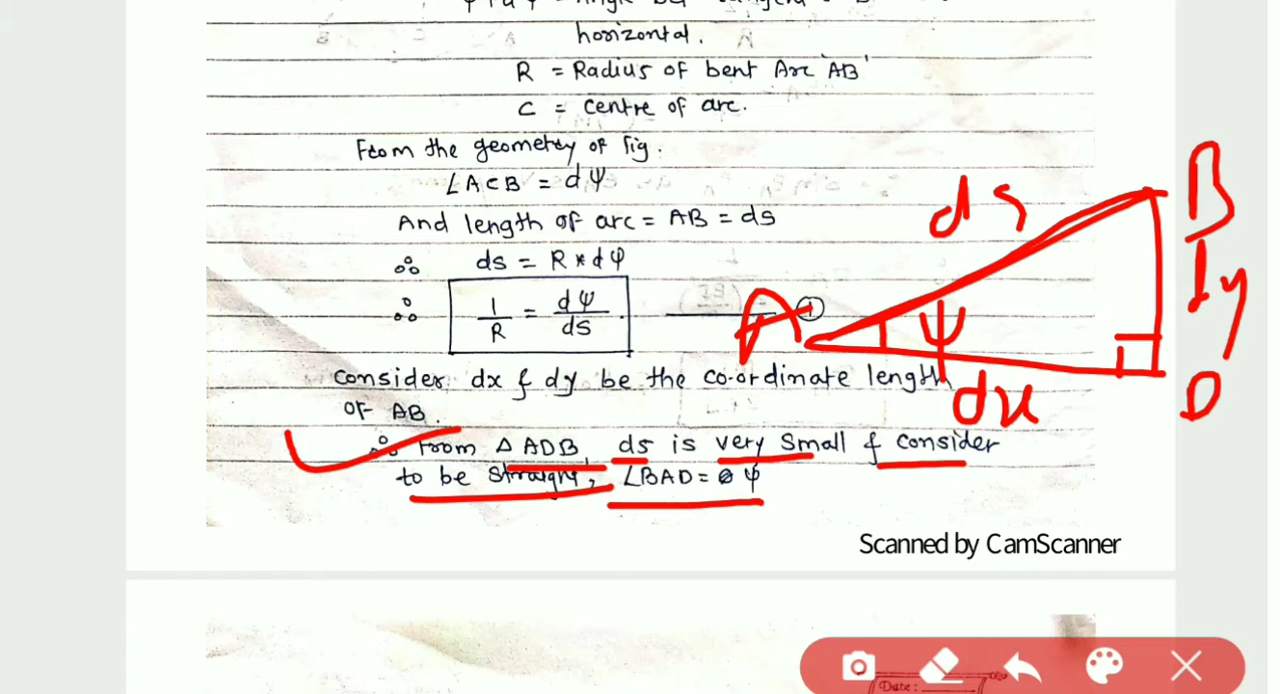 horizontal.
R = Radius of bent Arc 'AB'
C = Centre of arc.
From the geometry of fig.
∠ACB = dψ
And length of arc = AB = ds
∴ ds = R * dψ
∴ 1/R = dψ/ds ——— ①
consider dx & dy be the co-ordinate length
of AB.
∴ from △ ADB, ds is very small & consider
to be straight, ∠BAD = ψ
A
B
D
ds
dy
dx
ψ
Scanned by CamScanner
Date: